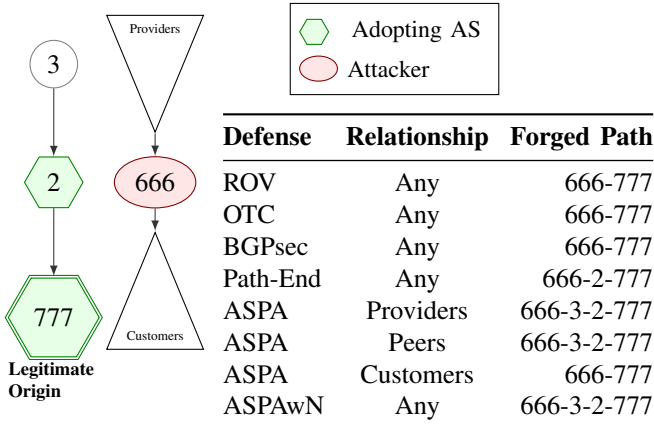 Providers
Adopting AS
Attacker
3
2
666
777
Customers
Legitimate
Origin
Defense Relationship Forged Path
ROV Any 666-777
OTC Any 666-777
BGPsec Any 666-777
Path-End Any 666-2-777
ASPA Providers 666-3-2-777
ASPA Peers 666-3-2-777
ASPA Customers 666-777
ASPAwN Any 666-3-2-777